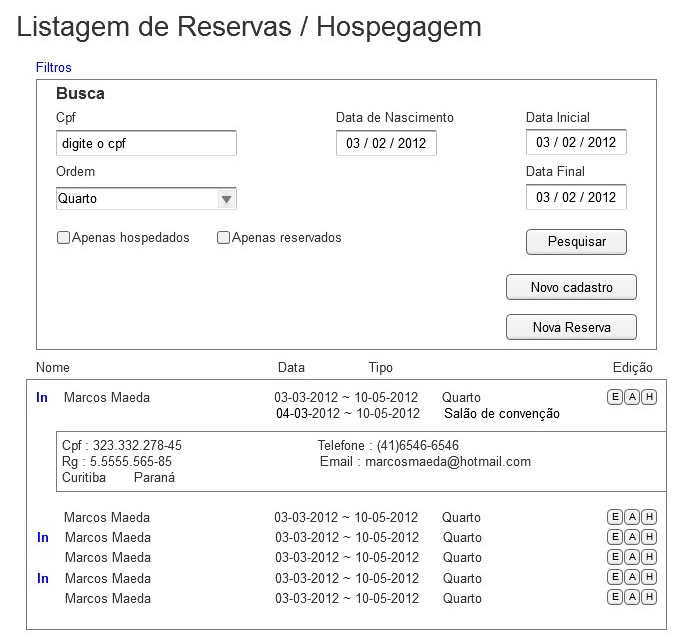 Listagem de Reservas / Hospegagem
Filtros
Busca
Cpf Data de Nascimento Data Inicial
digite o cpf 03 / 02 / 2012 03 / 02 / 2012
Ordem Data Final
Quarto 03 / 02 / 2012
Apenas hospedados Apenas reservados Pesquisar
Novo cadastro
Nova Reserva
Nome Data Tipo Edição
In Marcos Maeda 03-03-2012 ~ 10-05-2012 Quarto E A H
04-03-2012 ~ 10-05-2012 Salão de convenção
Cpf : 323.332.278-45 Telefone : (41)6546-6546
Rg : 5.5555.565-85 Email : marcosmaeda@hotmail.com
Curitiba Paraná
Marcos Maeda 03-03-2012 ~ 10-05-2012 Quarto E A H
In Marcos Maeda 03-03-2012 ~ 10-05-2012 Quarto E A H
Marcos Maeda 03-03-2012 ~ 10-05-2012 Quarto E A H
In Marcos Maeda 03-03-2012 ~ 10-05-2012 Quarto E A H
Marcos Maeda 03-03-2012 ~ 10-05-2012 Quarto E A H